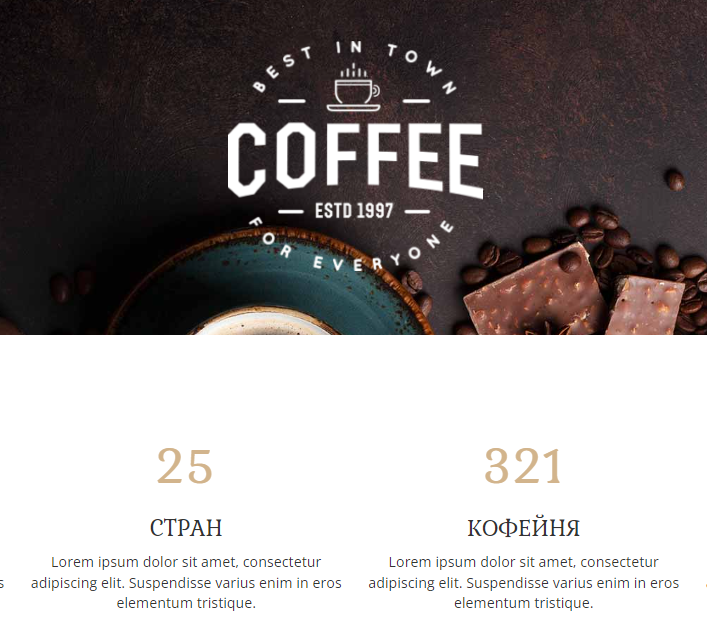 BEST IN TOWN
COFFEE
ESTD 1997
FOR EVERYONE
25
321
СТРАН
КОФЕЙНЯ
Lorem ipsum dolor sit amet, consectetur
adipiscing elit. Suspendisse varius enim in eros
elementum tristique.
Lorem ipsum dolor sit amet, consectetur
adipiscing elit. Suspendisse varius enim in eros
elementum tristique.